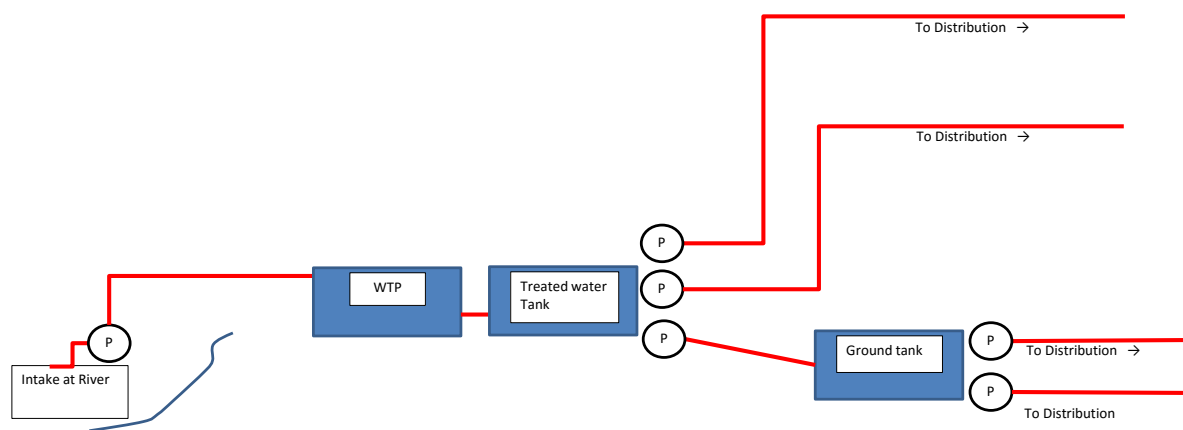 To Distribution →
To Distribution →
P
WTP
Treated water
Tank
P
P
P
Ground tank
P
To Distribution →
Intake at River
P
To Distribution